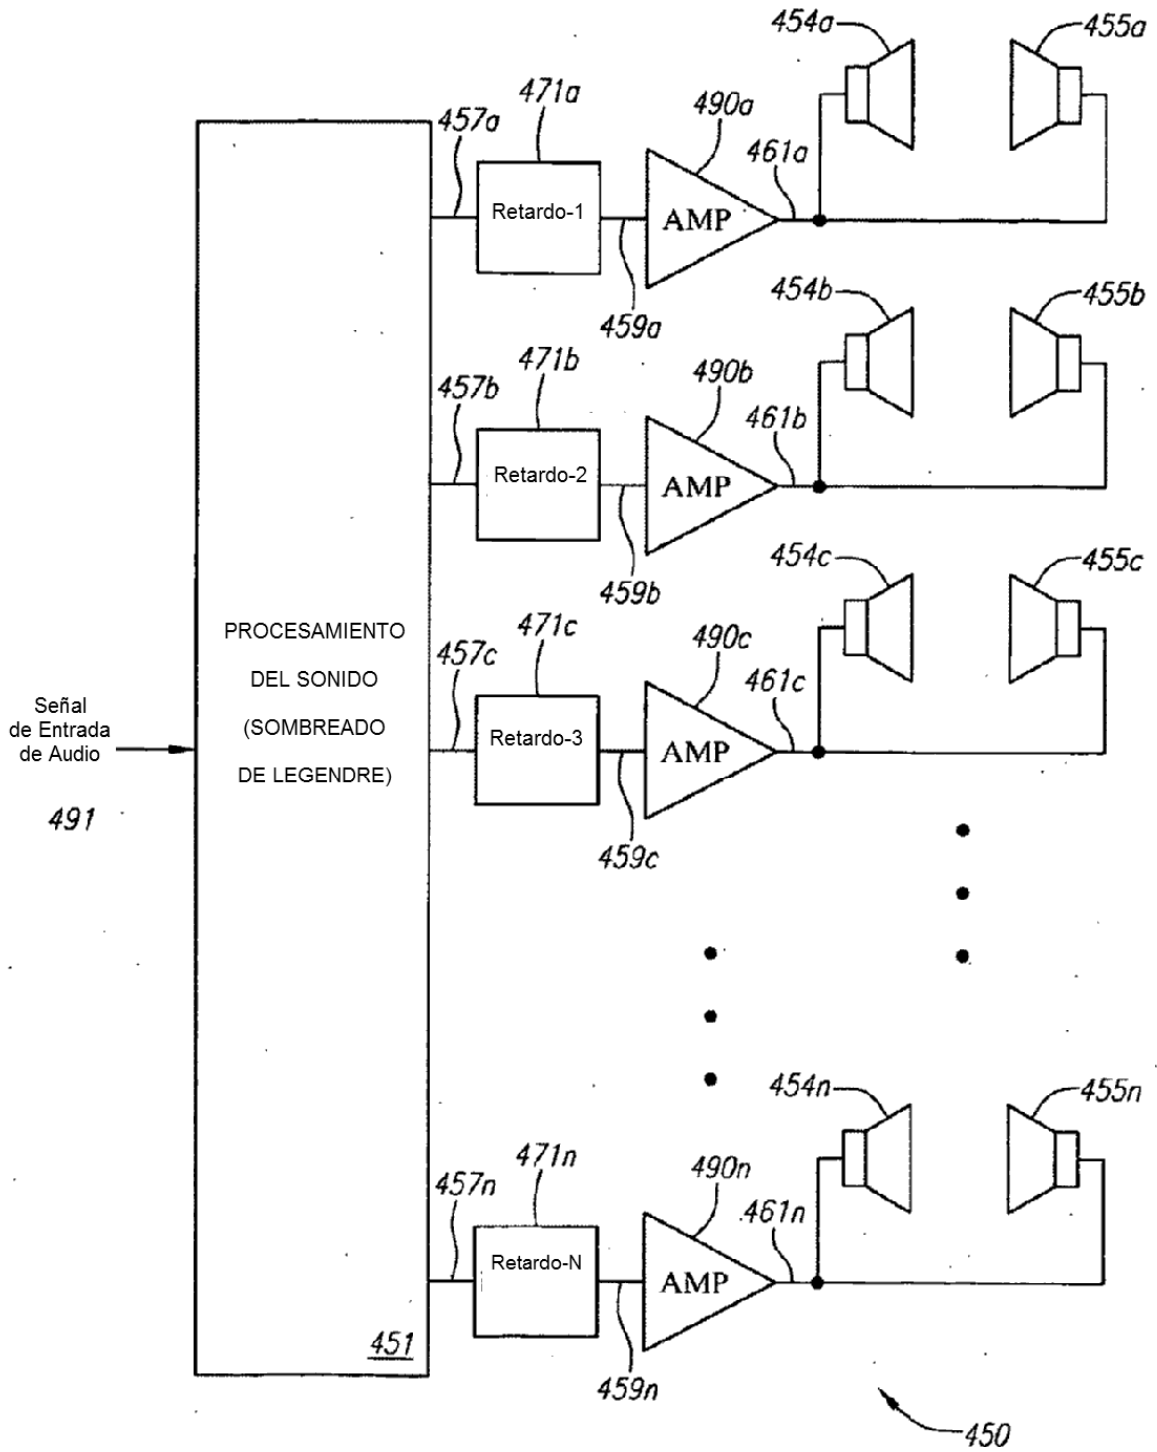 454a
455a
471a
490a
457a
461a
Retardo-1
AMP
459a
454b
455b
471b
490b
457b
461b
Retardo-2
AMP
459b
454c
455c
471c
490c
457c
461c
PROCESAMIENTO
DEL SONIDO
(SOMBREADO
DE LEGENDRE)
Señal
de Entrada
de Audio
491
Retardo-3
AMP
459c
454n
455n
471n
490n
457n
461n
Retardo-N
AMP
451
459n
450